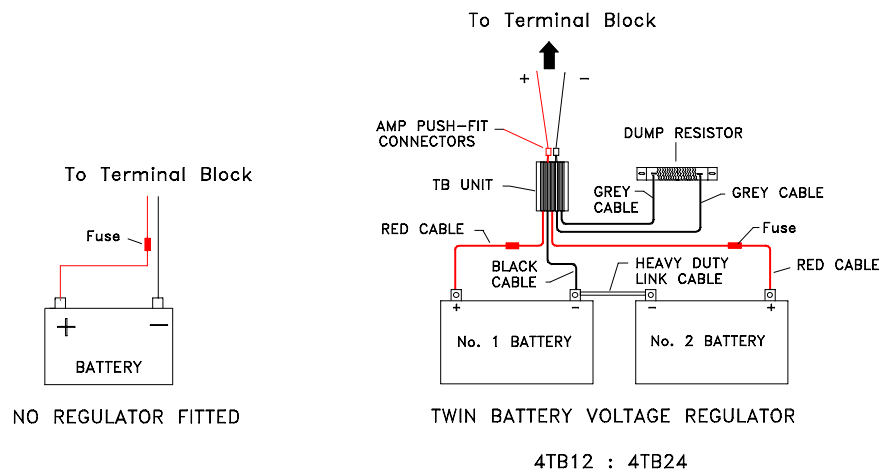 To Terminal Block
Fuse
+
−
BATTERY
NO REGULATOR FITTED
To Terminal Block
+
−
AMP PUSH-FIT
CONNECTORS
DUMP RESISTOR
TB UNIT
GREY
CABLE
GREY CABLE
RED CABLE
Fuse
BLACK
CABLE
HEAVY DUTY
LINK CABLE
RED CABLE
+
−
−
+
No. 1 BATTERY
No. 2 BATTERY
TWIN BATTERY VOLTAGE REGULATOR
4TB12 : 4TB24